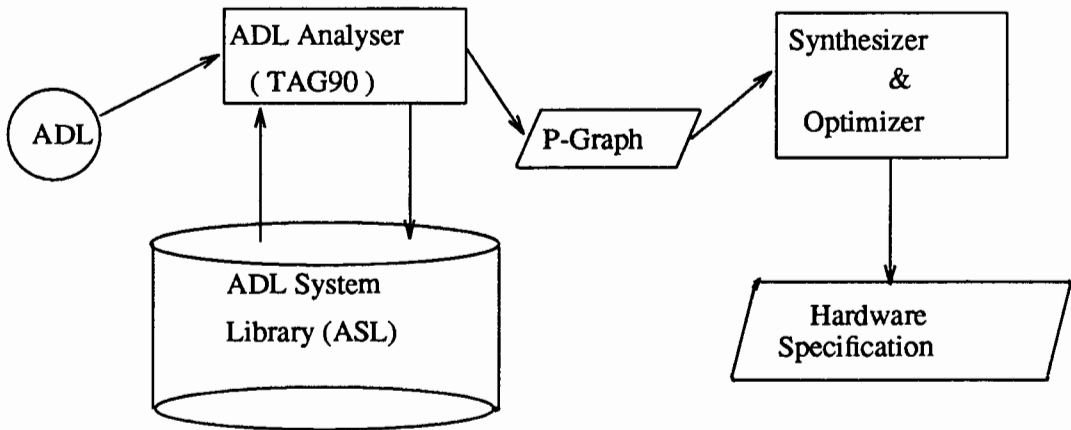 ADL
ADL Analyser
( TAG90 )
ADL System
Library (ASL)
P-Graph
Synthesizer
&
Optimizer
Hardware
Specification